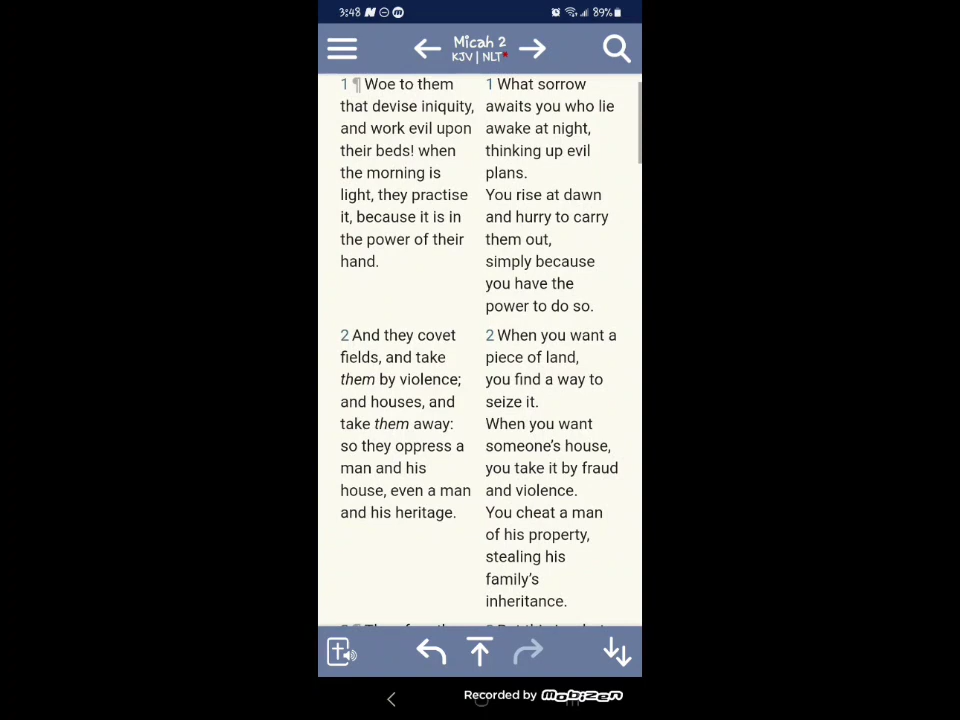 3:48
89%
Micah 2
KJV | NLT*
1 ¶ Woe to them
that devise iniquity,
and work evil upon
their beds! when
the morning is
light, they practise
it, because it is in
the power of their
hand.
1 What sorrow
awaits you who lie
awake at night,
thinking up evil
plans.
You rise at dawn
and hurry to carry
them out,
simply because
you have the
power to do so.
2 And they covet
fields, and take
them by violence;
and houses, and
take them away:
so they oppress a
man and his
house, even a man
and his heritage.
2 When you want a
piece of land,
you find a way to
seize it.
When you want
someone's house,
you take it by fraud
and violence.
You cheat a man
of his property,
stealing his
family's
inheritance.
Recorded by mobizen